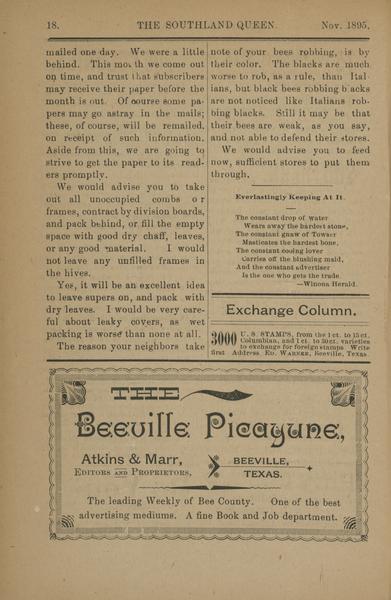 18. THE SOUTHLAND QUEEN. Nov. 1895,
mailed one day. We were a little
behind. This month we come out
on time, and trust that subscribers
may receive their paper before the
month is out. Of course some pa-
pers may go astray in the mails;
these, of course, will be remailed,
on receipt of such information.
Aside from this, we are going to
strive to get the paper to its read-
ers promptly.
We would advise you to take
out all unoccupied combs or
frames, contract by division boards,
and pack behind, or fill the empty
space with good dry chaff, leaves,
or any good material. I would
not leave any unfilled frames in
the hives.
Yes, it will be an excellent idea
to leave supers on, and pack with
dry leaves. I would be very care-
ful about leaky covers, as wet
packing is worse than none at all.
The reason your neighbors take
note of your bees robbing, is by
their color. The blacks are much
worse to rob, as a rule, than Ital-
ians, but black bees robbing blacks
are not noticed like Italians rob-
bing blacks. Still it may be that
their bees are weak, as you say,
and not able to defend their stores.
We would advise you to feed
now, sufficient stores to put them
through.
Everlastingly Keeping At It.
The constant drop of water
Wears away the hardest stone,
The constant gnaw of Towser
Masticates the hardest bone,
The constant cooing lover
Carries off the blushing maid,
And the constant advertiser
Is the one who gets the trade.
—Winona Herald.
Exchange Column.
3000 U. S. STAMPS, from the 1 ct. to 15 ct.
Columbian, and 1 ct. to 30 ct. varieties
to exchange for foreign stamps. Write
first Address ED. WARNER, Beeville, Texas.
THE
Beeville Picayune,
Atkins & Marr,
EDITORS AND PROPRIETORS,
BEEVILLE,
TEXAS.
The leading Weekly of Bee County. One of the best
advertising mediums. A fine Book and Job department.